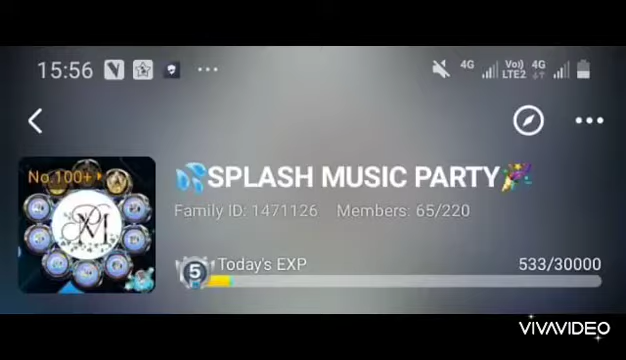 15:56
4G Vo) 4G
LTE2
No.100+
💦SPLASH MUSIC PARTY🎉
Family ID: 1471126 Members: 65/220
5 Today's EXP 533/30000
PM
VIVAVIDEO